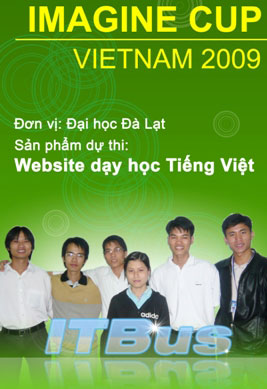 IMAGINE CUP
VIETNAM 2009
Đơn vị: Đại học Đà Lạt
Sản phẩm dự thi:
Website dạy học Tiếng Việt
adidas
ITBus